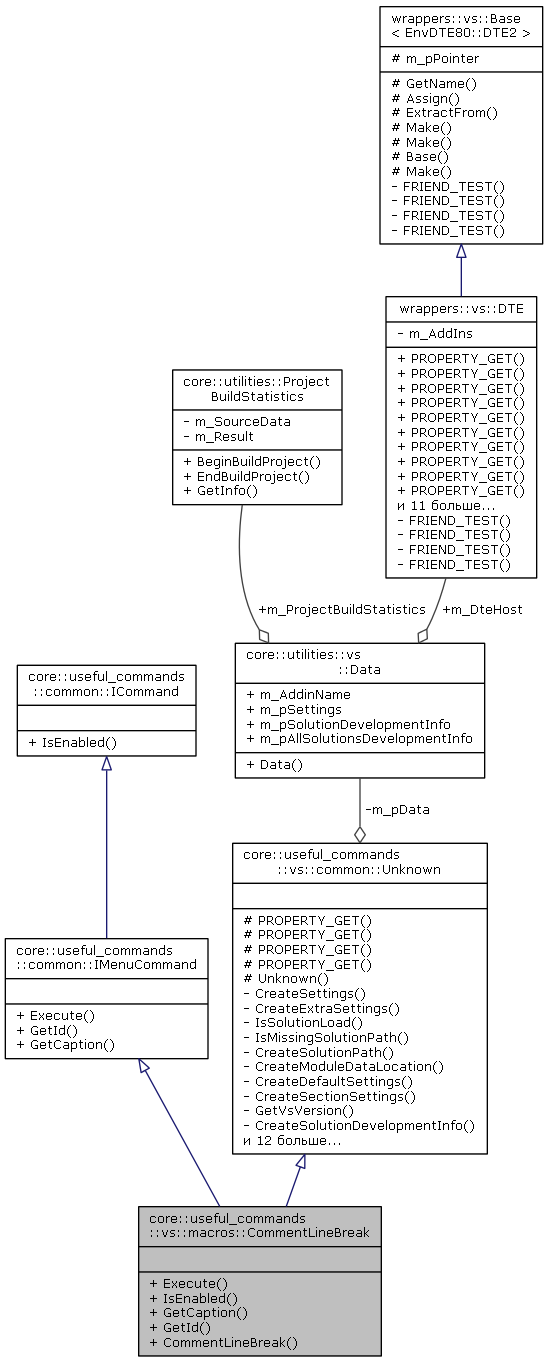 wrappers::vs::Base
< EnvDTE80::DTE2 >
# m_pPointer
# GetName()
# Assign()
# ExtractFrom()
# Make()
# Make()
# Base()
# Make()
- FRIEND_TEST()
- FRIEND_TEST()
- FRIEND_TEST()
- FRIEND_TEST()
wrappers::vs::DTE
- m_AddIns
+ PROPERTY_GET()
+ PROPERTY_GET()
+ PROPERTY_GET()
+ PROPERTY_GET()
+ PROPERTY_GET()
+ PROPERTY_GET()
+ PROPERTY_GET()
+ PROPERTY_GET()
+ PROPERTY_GET()
+ PROPERTY_GET()
и 11 больше...
- FRIEND_TEST()
- FRIEND_TEST()
- FRIEND_TEST()
- FRIEND_TEST()
core::utilities::Project
BuildStatistics
- m_SourceData
- m_Result
+ BeginBuildProject()
+ EndBuildProject()
+ GetInfo()
+m_ProjectBuildStatistics
+m_DteHost
core::utilities::vs
::Data
+ m_AddinName
+ m_pSettings
+ m_pSolutionDevelopmentInfo
+ m_pAllSolutionsDevelopmentInfo
+ Data()
core::useful_commands
::common::ICommand
+ IsEnabled()
-m_pData
core::useful_commands
::vs::common::Unknown
# PROPERTY_GET()
# PROPERTY_GET()
# PROPERTY_GET()
# PROPERTY_GET()
# Unknown()
- CreateSettings()
- CreateExtraSettings()
- IsSolutionLoad()
- IsMissingSolutionPath()
- CreateSolutionPath()
- CreateModuleDataLocation()
- CreateDefaultSettings()
- CreateSectionSettings()
- GetVsVersion()
- CreateSolutionDevelopmentInfo()
и 12 больше...
core::useful_commands
::common::IMenuCommand
+ Execute()
+ GetId()
+ GetCaption()
core::useful_commands
::vs::macros::CommentLineBreak
+ Execute()
+ IsEnabled()
+ GetCaption()
+ GetId()
+ CommentLineBreak()